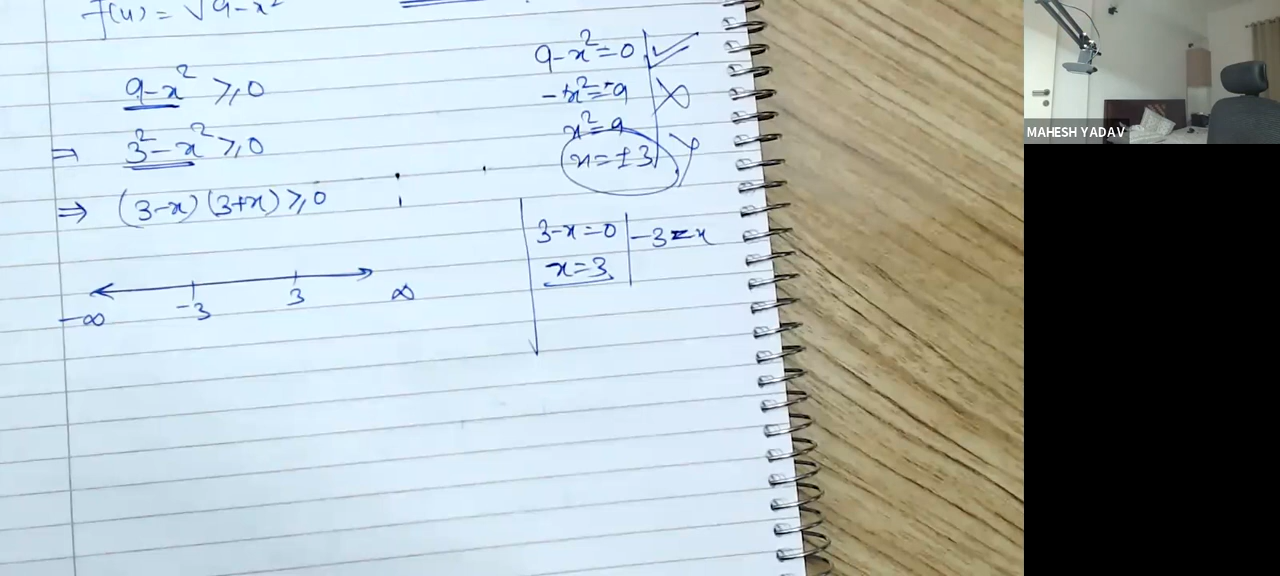 f(x) = √9-x²
9-x² ≥ 0
⇒ 3²-x² ≥ 0
⇒ (3-x) (3+x) ≥ 0
-∞ -3 3 ∞
9-x²=0
-x²=-9
x²=9
x=±3
3-x=0 -3=x
x=3
MAHESH YADAV